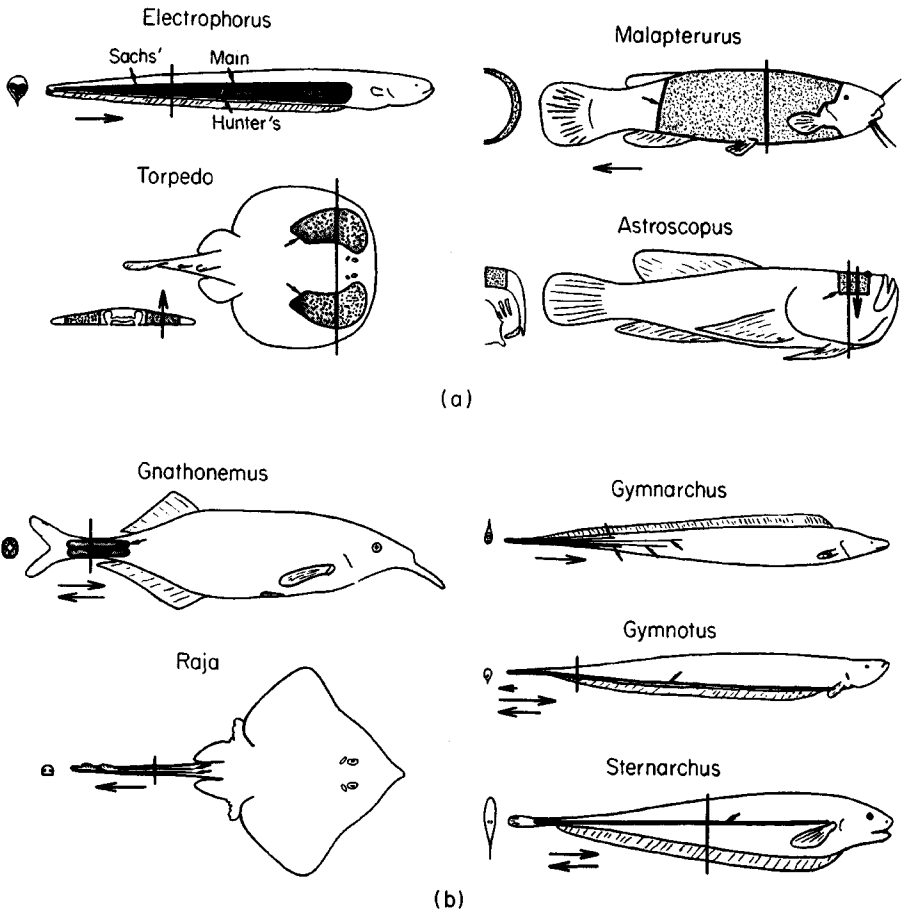 Electrophorus
Sachs'
Main
Hunter's
Malapterurus
Torpedo
Astroscopus
(a)
Gnathonemus
Gymnarchus
Gymnotus
Raja
Sternarchus
(b)